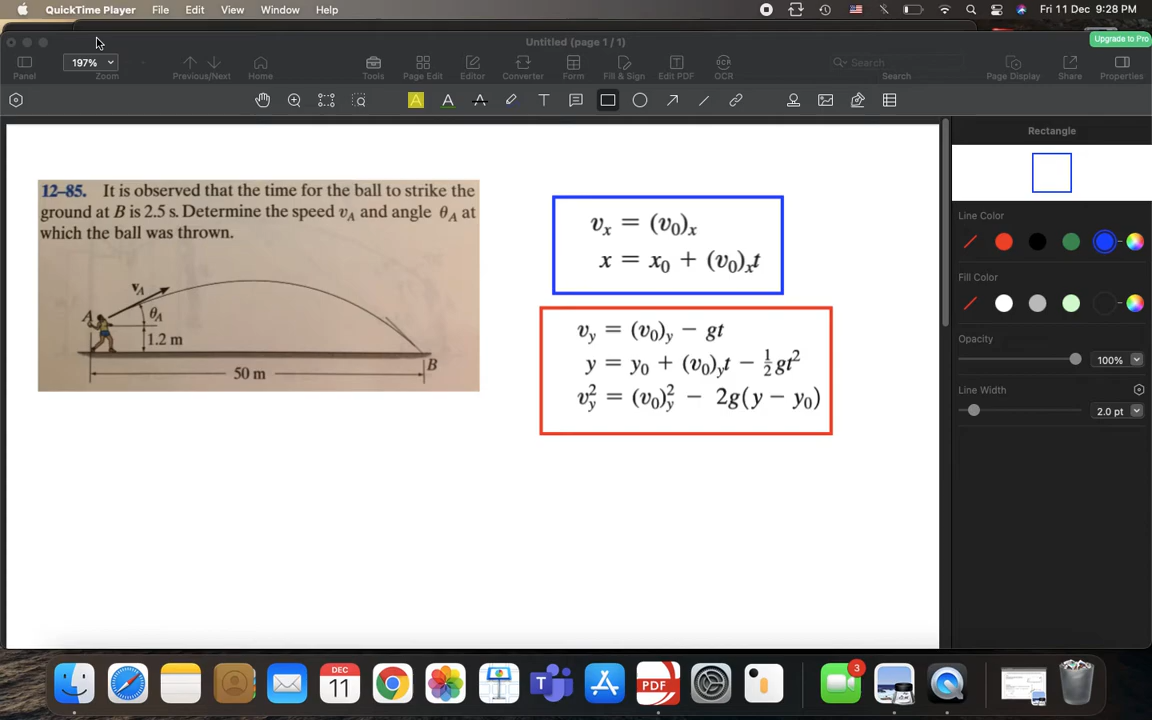 QuickTime Player File Edit View Window Help Fri 11 Dec 9:28 PM
Untitled (page 1 / 1)
Upgrade to Pro
197%
Search
Panel Zoom Previous/Next Home Tools Page Edit Editor Converter Form Fill & Sign Edit PDF OCR Search Page Display Share Properties
Rectangle
12–85. It is observed that the time for the ball to strike the
ground at B is 2.5 s. Determine the speed v_A and angle θ_A at
which the ball was thrown.
v_A
A
θ_A
1.2 m
B
50 m
v_x = (v_0)_x
x = x_0 + (v_0)_x t
v_y = (v_0)_y − gt
y = y_0 + (v_0)_y t − ½gt²
v_y² = (v_0)_y² − 2g(y − y_0)
Line Color
Fill Color
Opacity
100%
Line Width
2.0 pt
DEC
11
PDF
3